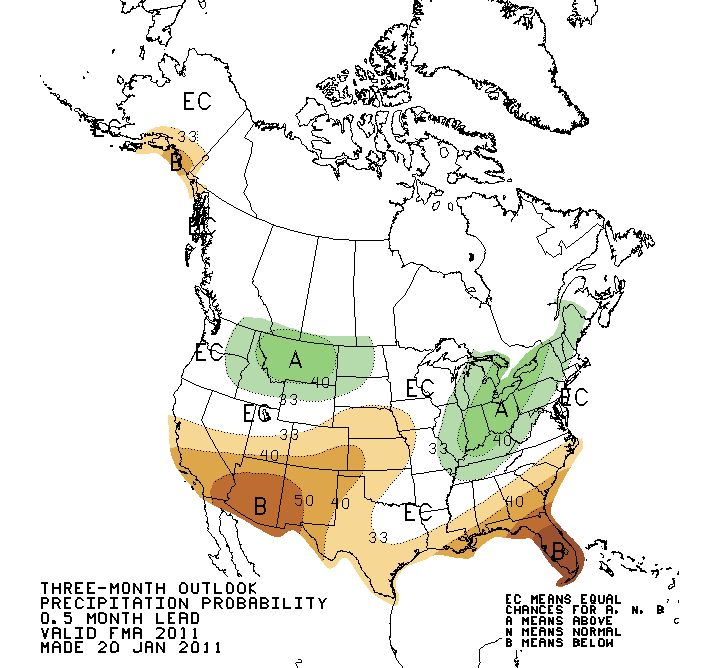 EC
EC
33
B
E
EC
A
40
EC
33
EC
A
EC
33
40
33
40
B
50
40
40
EC
33
B
THREE-MONTH OUTLOOK
PRECIPITATION PROBABILITY
0.5 MONTH LEAD
VALID FMA 2011
MADE 20 JAN 2011
EC MEANS EQUAL
CHANCES FOR A, N, B
A MEANS ABOVE
N MEANS NORMAL
B MEANS BELOW